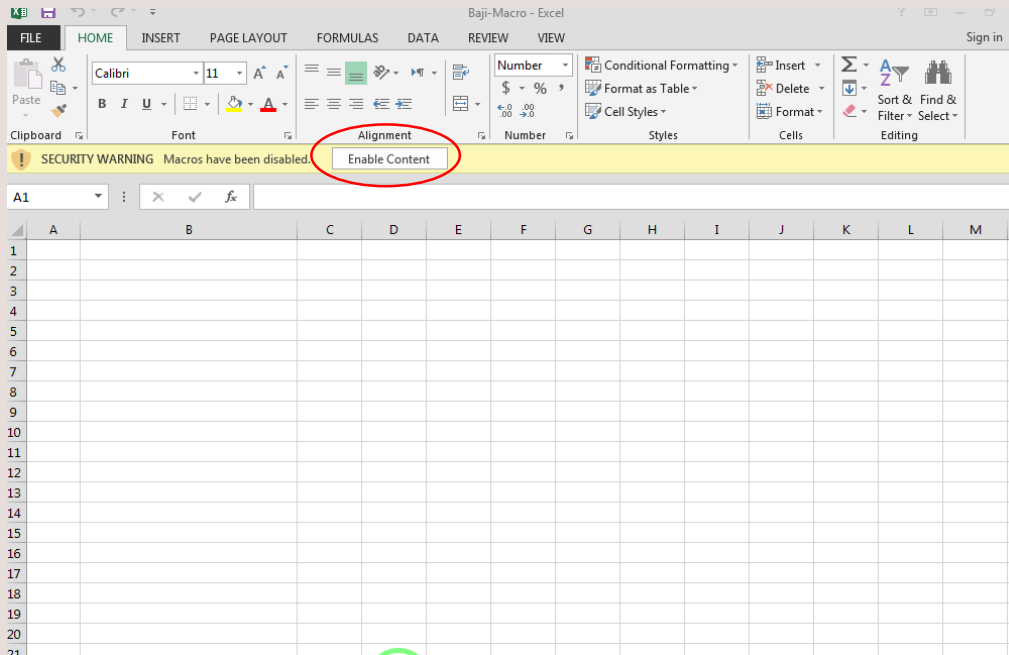 Baji-Macro - Excel
FILE HOME INSERT PAGE LAYOUT FORMULAS DATA REVIEW VIEW Sign in
Calibri 11 Number Conditional Formatting Insert
Paste B I U $ % , Format as Table Delete Sort & Find &
Cell Styles Format Filter Select
Clipboard Font Alignment Number Styles Cells Editing
SECURITY WARNING Macros have been disabled. Enable Content
A1 fx
A B C D E F G H I J K L M
1
2
3
4
5
6
7
8
9
10
11
12
13
14
15
16
17
18
19
20
21